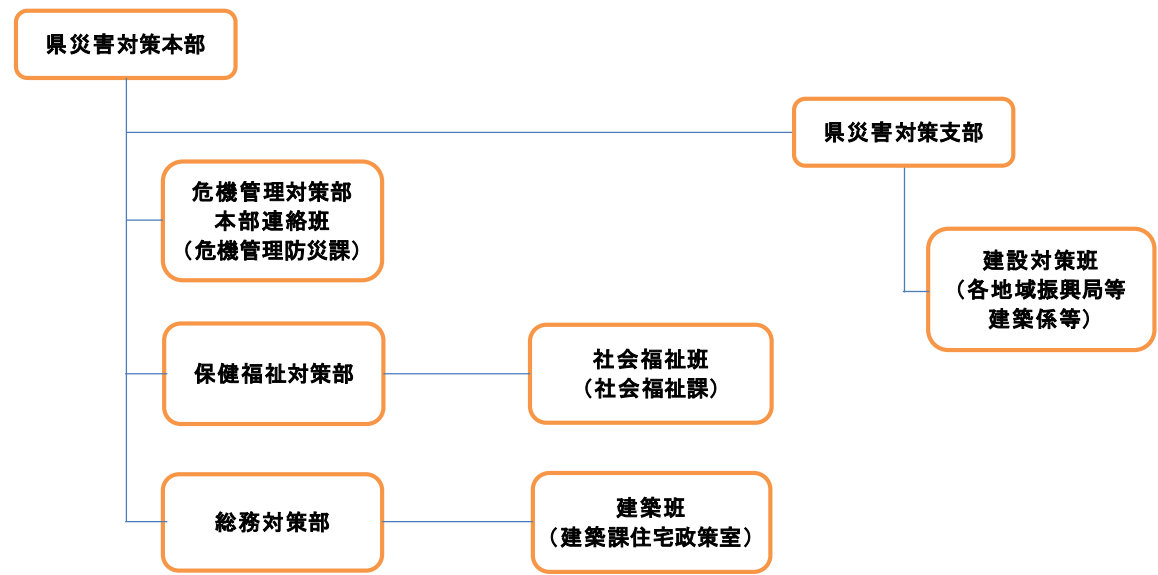 県災害対策本部
県災害対策支部
危機管理対策部
本部連絡班
（危機管理防災課）
建設対策班
（各地域振興局等
建築係等）
保健福祉対策部
社会福祉班
（社会福祉課）
総務対策部
建築班
（建築課住宅政策室）